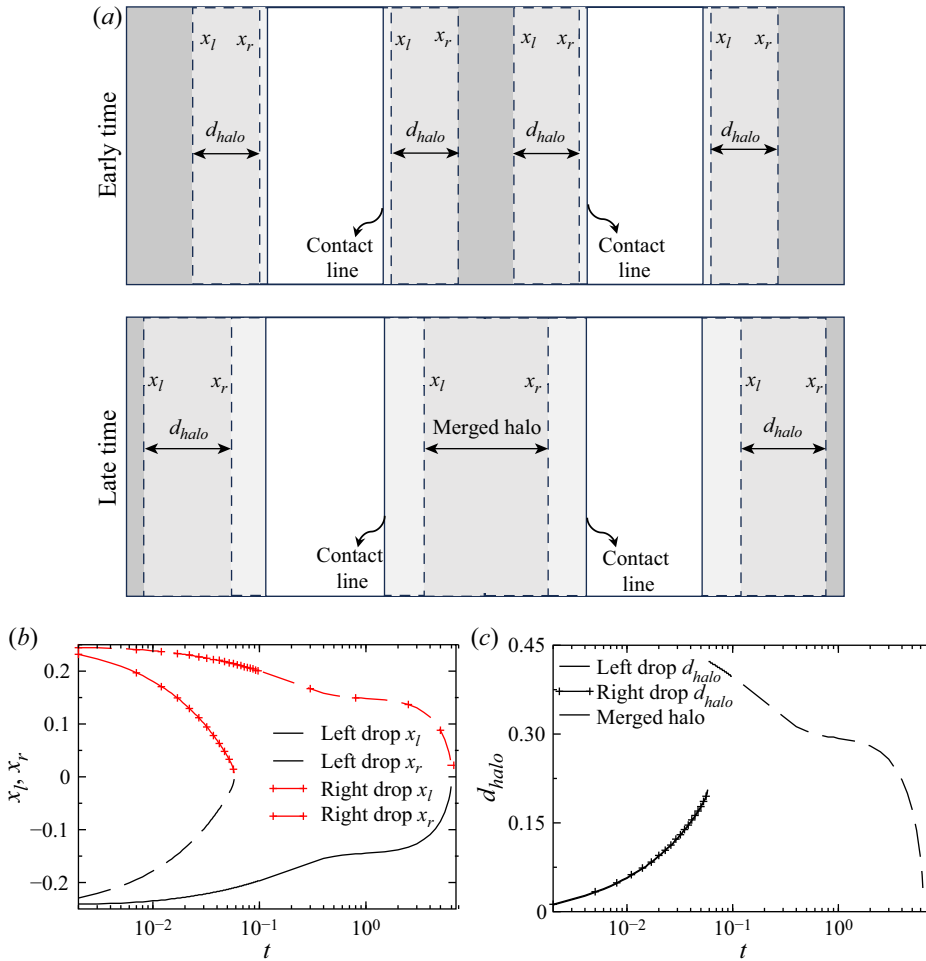 (a)
Early time
x_l x_r x_l x_r x_l x_r x_l x_r
d_halo d_halo d_halo d_halo
Contact line
Contact line
Late time
x_l x_r x_l x_r x_l x_r
d_halo Merged halo d_halo
Contact line
Contact line
(b)
x_l, x_r
0.2
0.1
0
−0.1
−0.2
Left drop x_l
Left drop x_r
Right drop x_l
Right drop x_r
10^−2 10^−1 10^0
t
(c)
d_halo
0.45
0.30
0.15
0
Left drop d_halo
Right drop d_halo
Merged halo
10^−2 10^−1 10^0
t